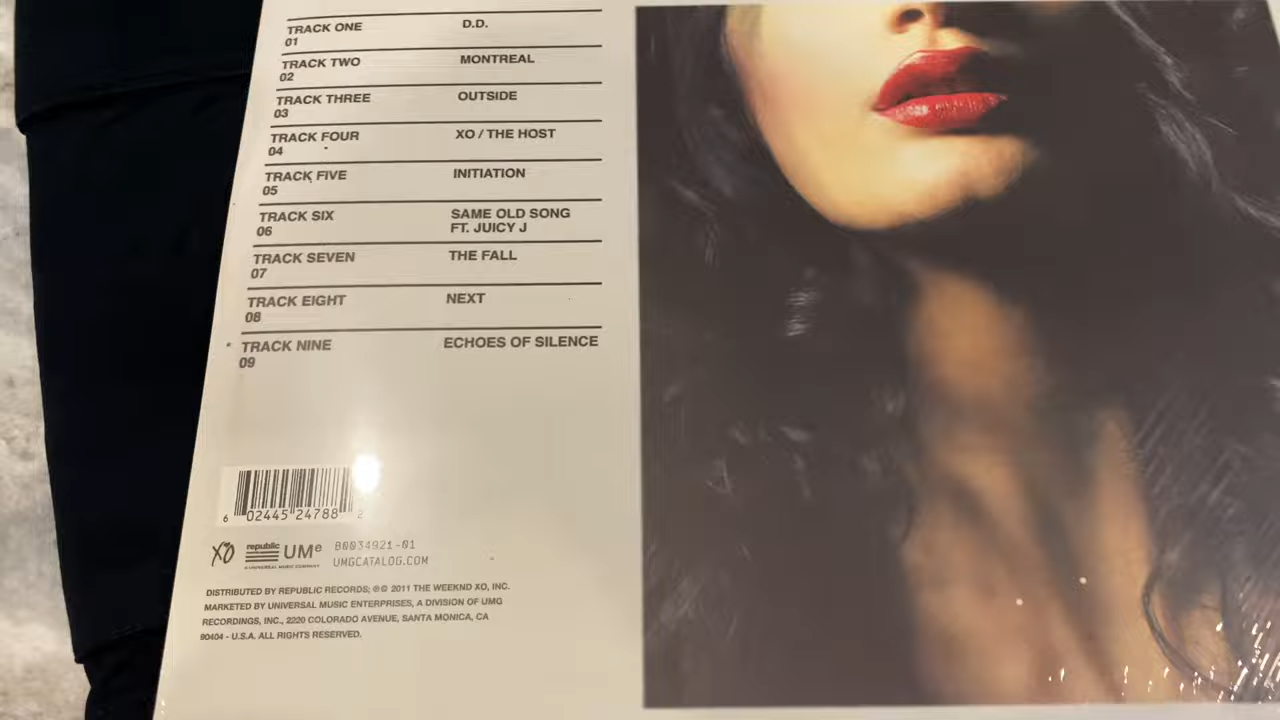 TRACK ONE D.D.
01
TRACK TWO MONTREAL
02
TRACK THREE OUTSIDE
03
TRACK FOUR XO / THE HOST
04
TRACK FIVE INITIATION
05
TRACK SIX SAME OLD SONG
06 FT. JUICY J
TRACK SEVEN THE FALL
07
TRACK EIGHT NEXT
08
TRACK NINE ECHOES OF SILENCE
09
6 02445 24788 2
XO republic UMe B0034921-01
A UNIVERSAL MUSIC COMPANY UMGCATALOG.COM
DISTRIBUTED BY REPUBLIC RECORDS; ℗© 2011 THE WEEKND XO, INC.
MARKETED BY UNIVERSAL MUSIC ENTERPRISES, A DIVISION OF UMG
RECORDINGS, INC., 2220 COLORADO AVENUE, SANTA MONICA, CA
90404 - U.S.A. ALL RIGHTS RESERVED.